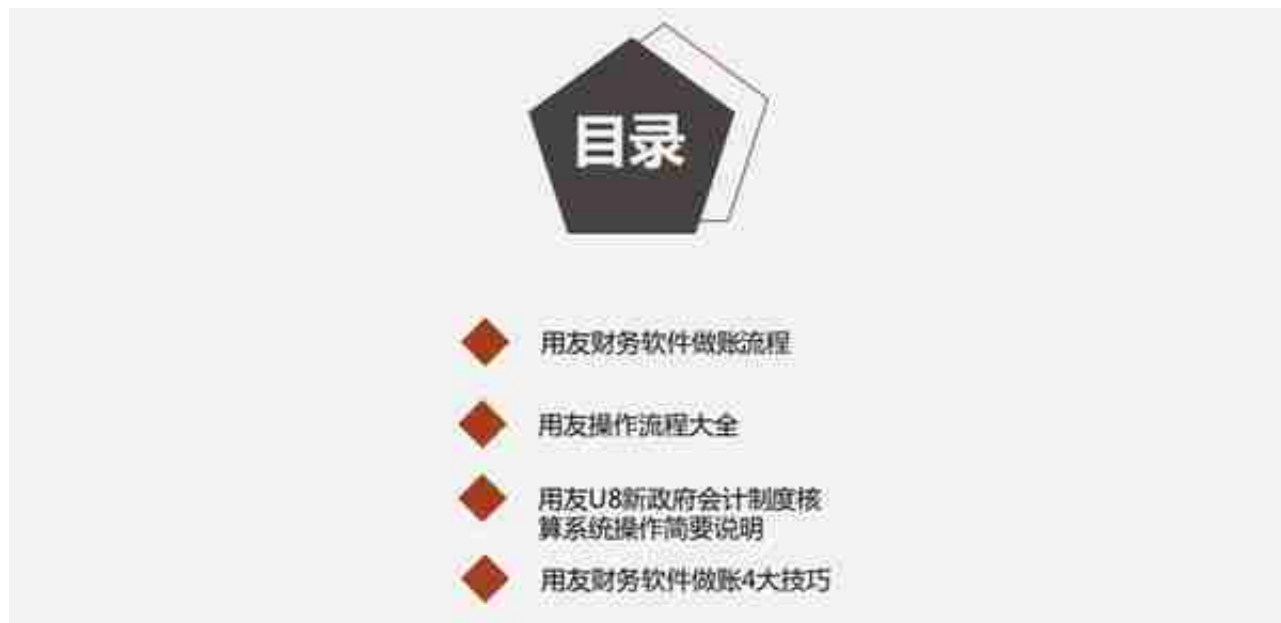 目录
用友财务软件做账流程
用友操作流程大全
用友U8新政府会计制度核
算系统操作简要说明
用友财务软件做账4大技巧